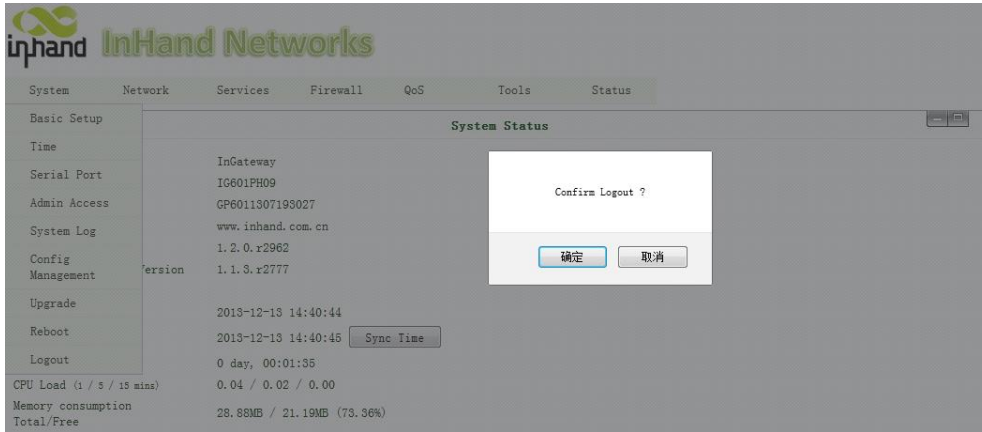 inhand InHand Networks
System Network Services Firewall QoS Tools Status
System Status
Basic Setup
Time
Serial Port
Admin Access
System Log
Config
Management
Upgrade
Reboot
Logout
InGateway
IG601PH09
GP6011307193027
www.inhand.com.cn
1.2.0.r2962
Version 1.1.3.r2777
2013-12-13 14:40:44
2013-12-13 14:40:45 Sync Time
0 day, 00:01:35
CPU Load (1 / 5 / 15 mins) 0.04 / 0.02 / 0.00
Memory consumption
Total/Free 28.88MB / 21.19MB (73.36%)
Confirm Logout ?
确定 取消